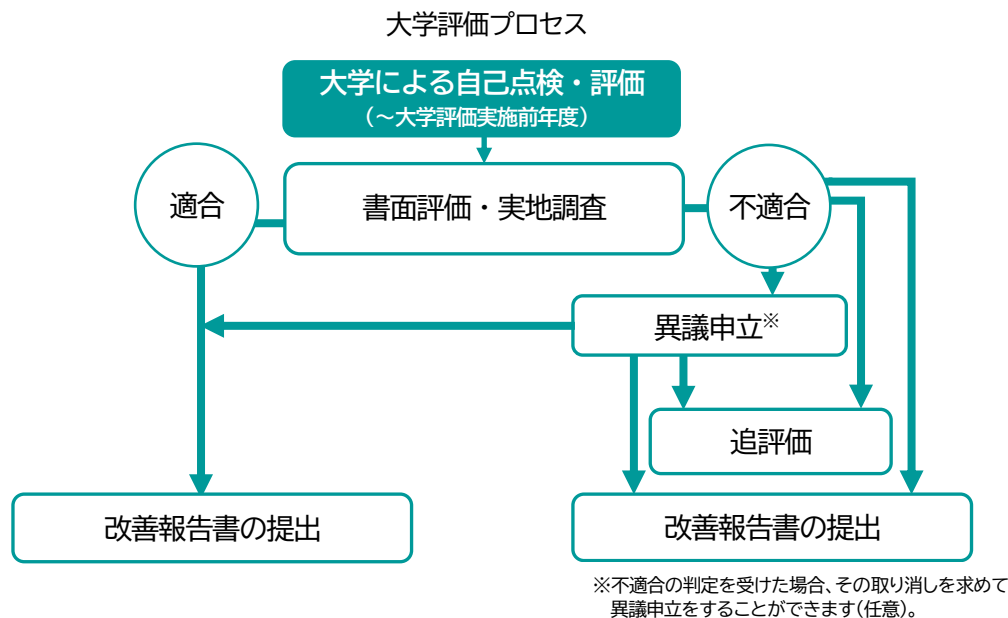 大学評価プロセス
大学による自己点検・評価
（～大学評価実施前年度）
適合
書面評価・実地調査
不適合
異議申立※
追評価
改善報告書の提出
改善報告書の提出
※不適合の判定を受けた場合、その取り消しを求めて
異議申立をすることができます(任意)。